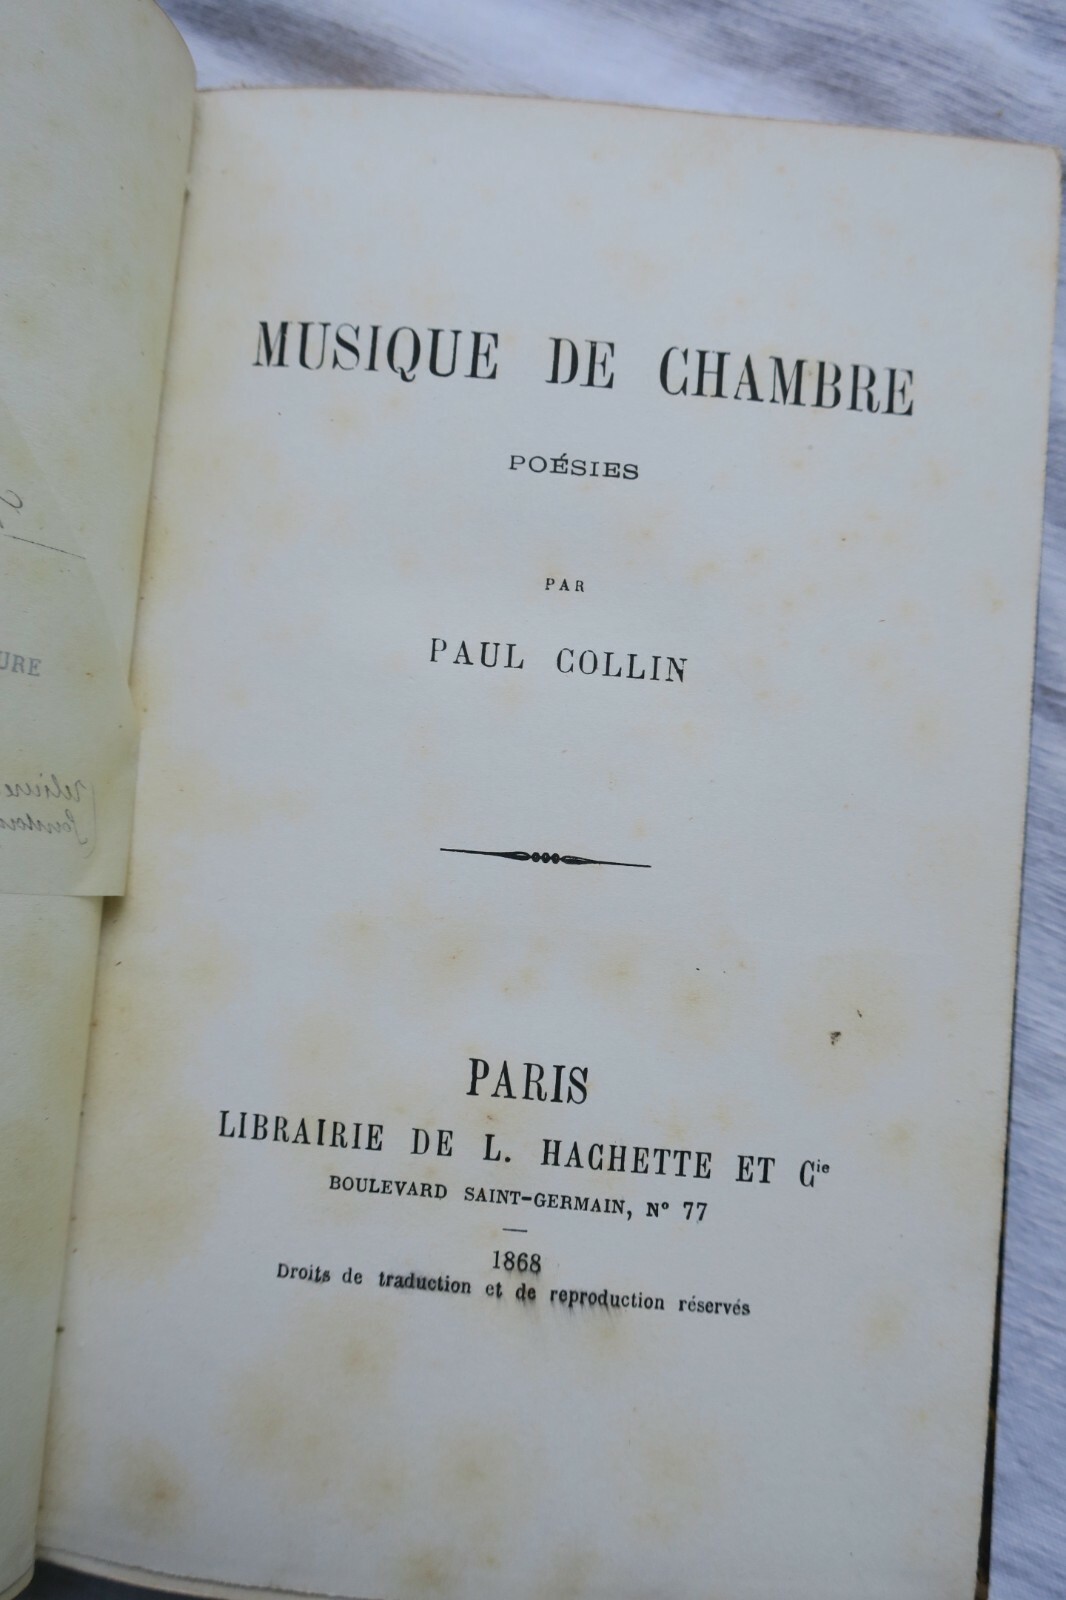 MUSIQUE DE CHAMBRE
POÉSIES
PAR
PAUL COLLIN
PARIS
LIBRAIRIE DE L. HACHETTE ET Cie
BOULEVARD SAINT-GERMAIN, N° 77
1868
Droits de traduction et de reproduction réservés